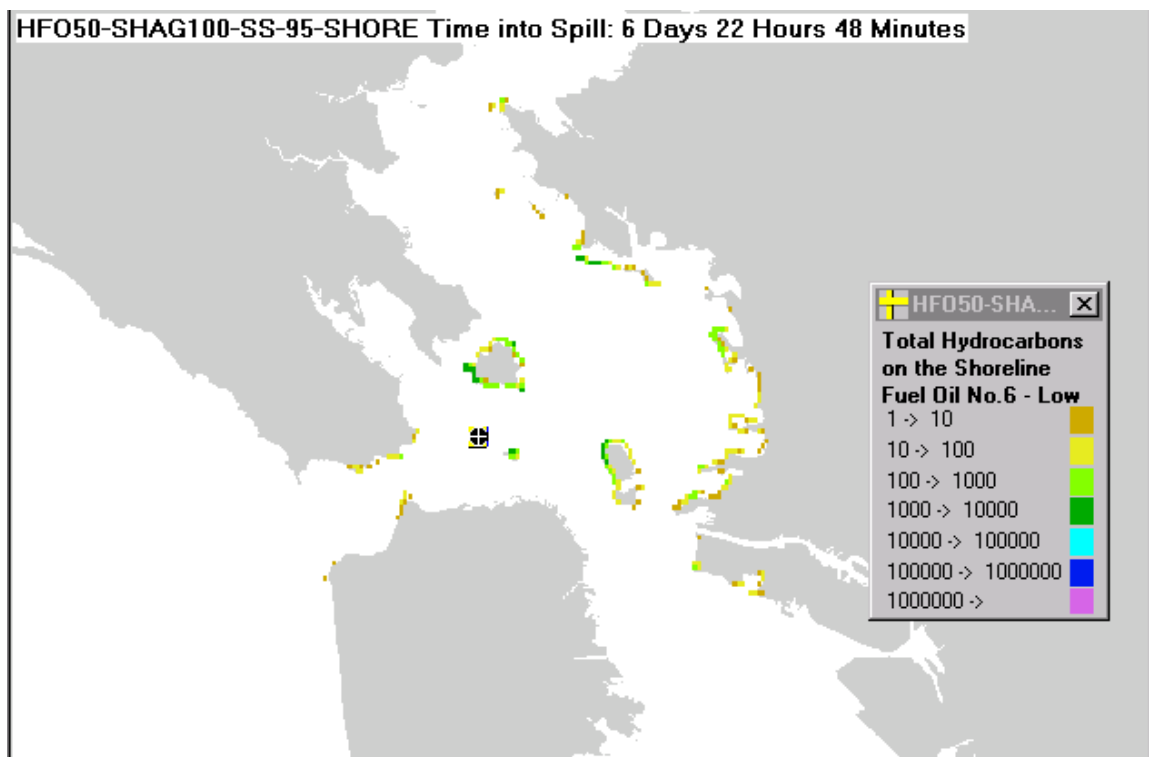 HFO50-SHAG100-SS-95-SHORE Time into Spill: 6 Days 22 Hours 48 Minutes
HFO50-SHA...
Total Hydrocarbons
on the Shoreline
Fuel Oil No.6 - Low
1 -> 10
10 -> 100
100 -> 1000
1000 -> 10000
10000 -> 100000
100000 -> 1000000
1000000 ->